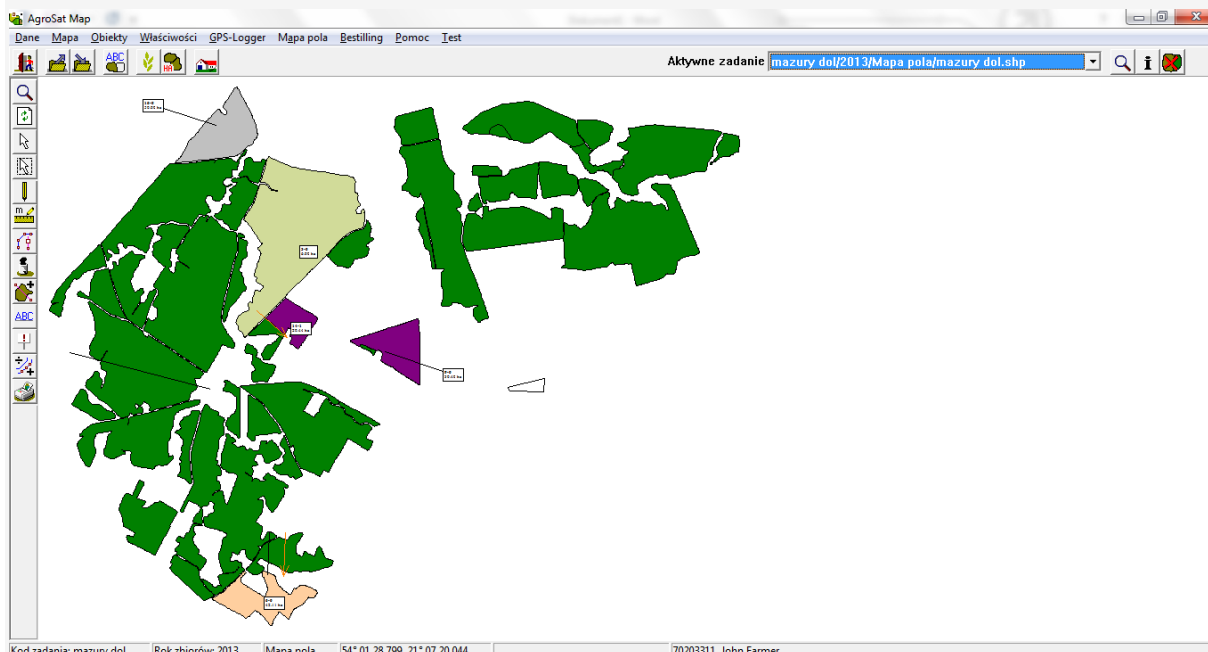 AgroSat Map
Dane Mapa Obiekty Właściwości GPS-Logger Mapa pola Bestilling Pomoc Test
ABC HA Aktywne zadanie mazury dol/2013/Mapa pola/mazury dol.shp i
m
ABC
Kod zadania: mazury dol Rok zbiorów: 2013 Mapa pola 54° 01 28,799 21° 07 20,044 70203311 John Farmer